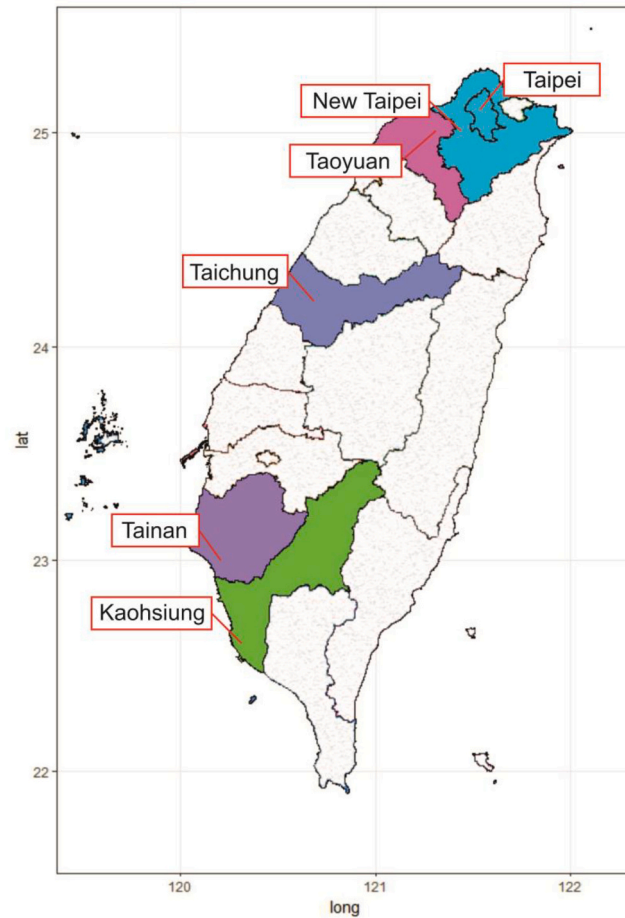 Taipei
New Taipei
25
Taoyuan
Taichung
24
lat
Tainan
23
Kaohsiung
22
120
121
122
long